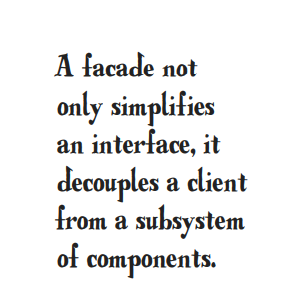 A facade not
only simplifies
an interface, it
decouples a client
from a subsystem
of components.